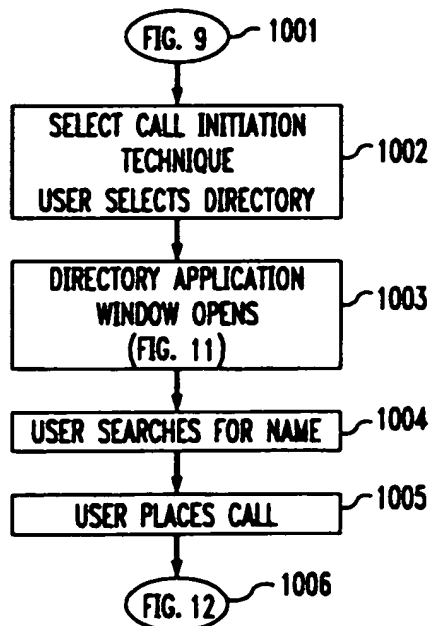 FIG. 9
1001
SELECT CALL INITIATION
TECHNIQUE
USER SELECTS DIRECTORY
1002
DIRECTORY APPLICATION
WINDOW OPENS
(FIG. 11)
1003
USER SEARCHES FOR NAME
1004
USER PLACES CALL
1005
FIG. 12
1006